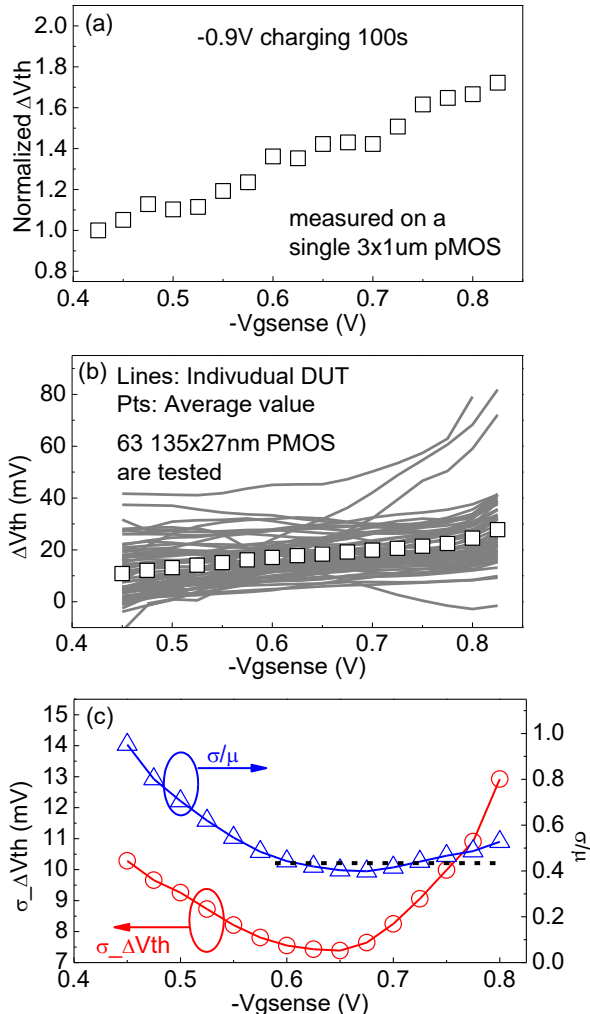 (a)
-0.9V charging 100s
Normalized ΔVth
2.0
1.8
1.6
1.4
1.2
1.0
0.8
measured on a
single 3x1um pMOS
0.4 0.5 0.6 0.7 0.8
-Vgsense (V)
(b)
Lines: Indivudual DUT
Pts: Average value
63 135x27nm PMOS
are tested
ΔVth (mV)
80
60
40
20
0
0.4 0.5 0.6 0.7 0.8
-Vgsense (V)
(c)
σ/μ
σ_ΔVth
σ_ΔVth (mV)
15
14
13
12
11
10
9
8
7
1.0
0.8
0.6
0.4
0.2
0.0
σ/μ
0.4 0.5 0.6 0.7 0.8
-Vgsense (V)